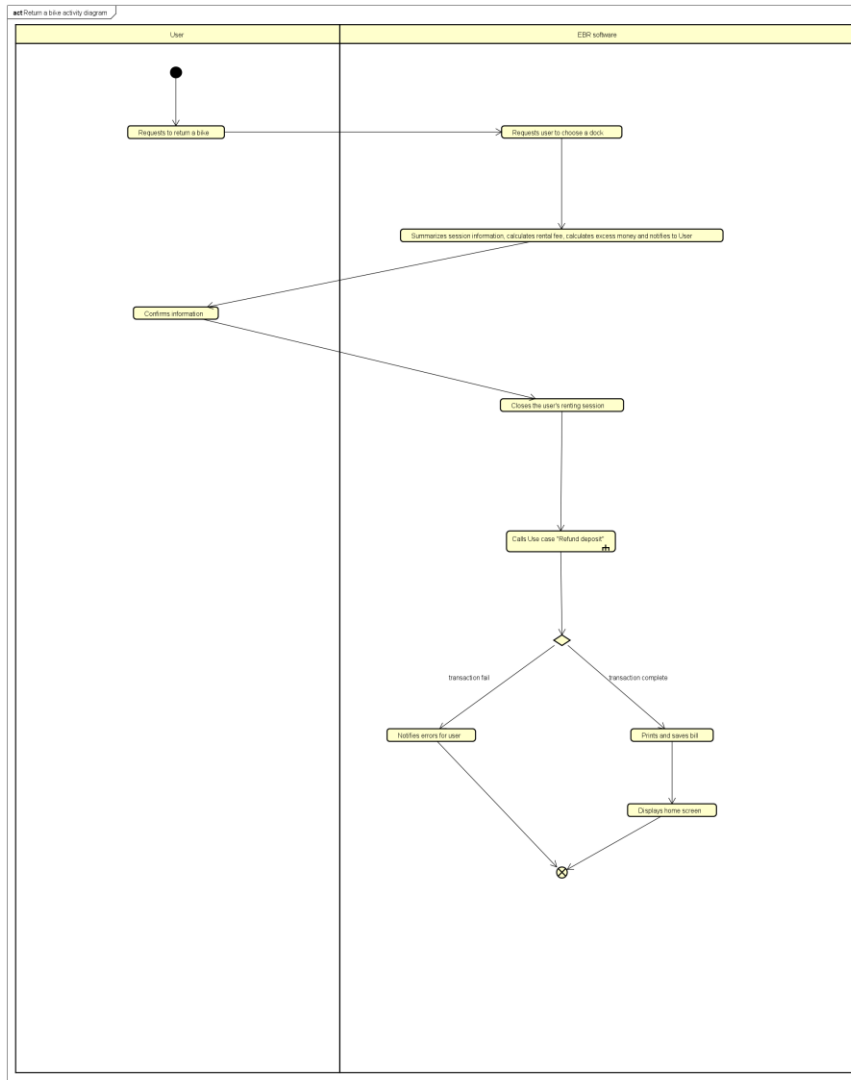 act Return a bike activity diagram
User
EBR software
Requests to return a bike
Requests user to choose a dock
Summarizes session information, calculates rental fee, calculates excess money and notifies to User
Confirms information
Closes the user's renting session
Calls Use case "Refund deposit"
transaction fail
transaction complete
Notifies errors for user
Prints and saves bill
Displays home screen